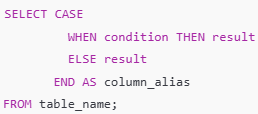 SELECT CASE
WHEN condition THEN result
ELSE result
END AS column_alias
FROM table_name;